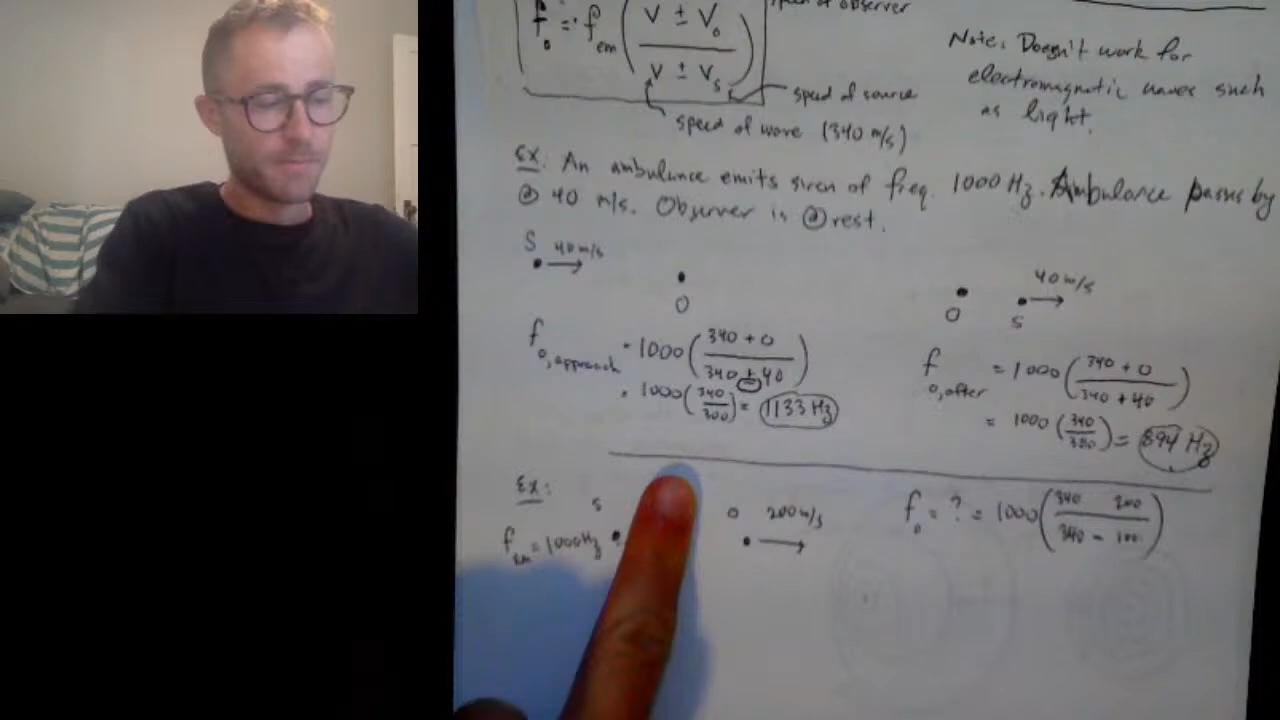 speed of observer
f₀ = f_em ( (V ± V₀) / (V ± Vₛ) )
speed of source
speed of wave (340 m/s)
Note: Doesn't work for
electromagnetic waves such
as light.
EX: An ambulance emits siren of freq. 1000 Hz. Ambulance passes by
@ 40 m/s. Observer is @ rest.
S 40 m/s
O
f o, approach = 1000 ( (340 + 0) / (340 - 40) )
= 1000 (340/300) = 1133 Hz
40 m/s
O S
f o, after = 1000 ( (340 + 0) / (340 + 40) )
= 1000 (340/380) = 894 Hz
Ex:
S
O 200 m/s
f_em = 1000 Hz
f₀ = ? = 1000 ( (340 200) / (340 - 100) )